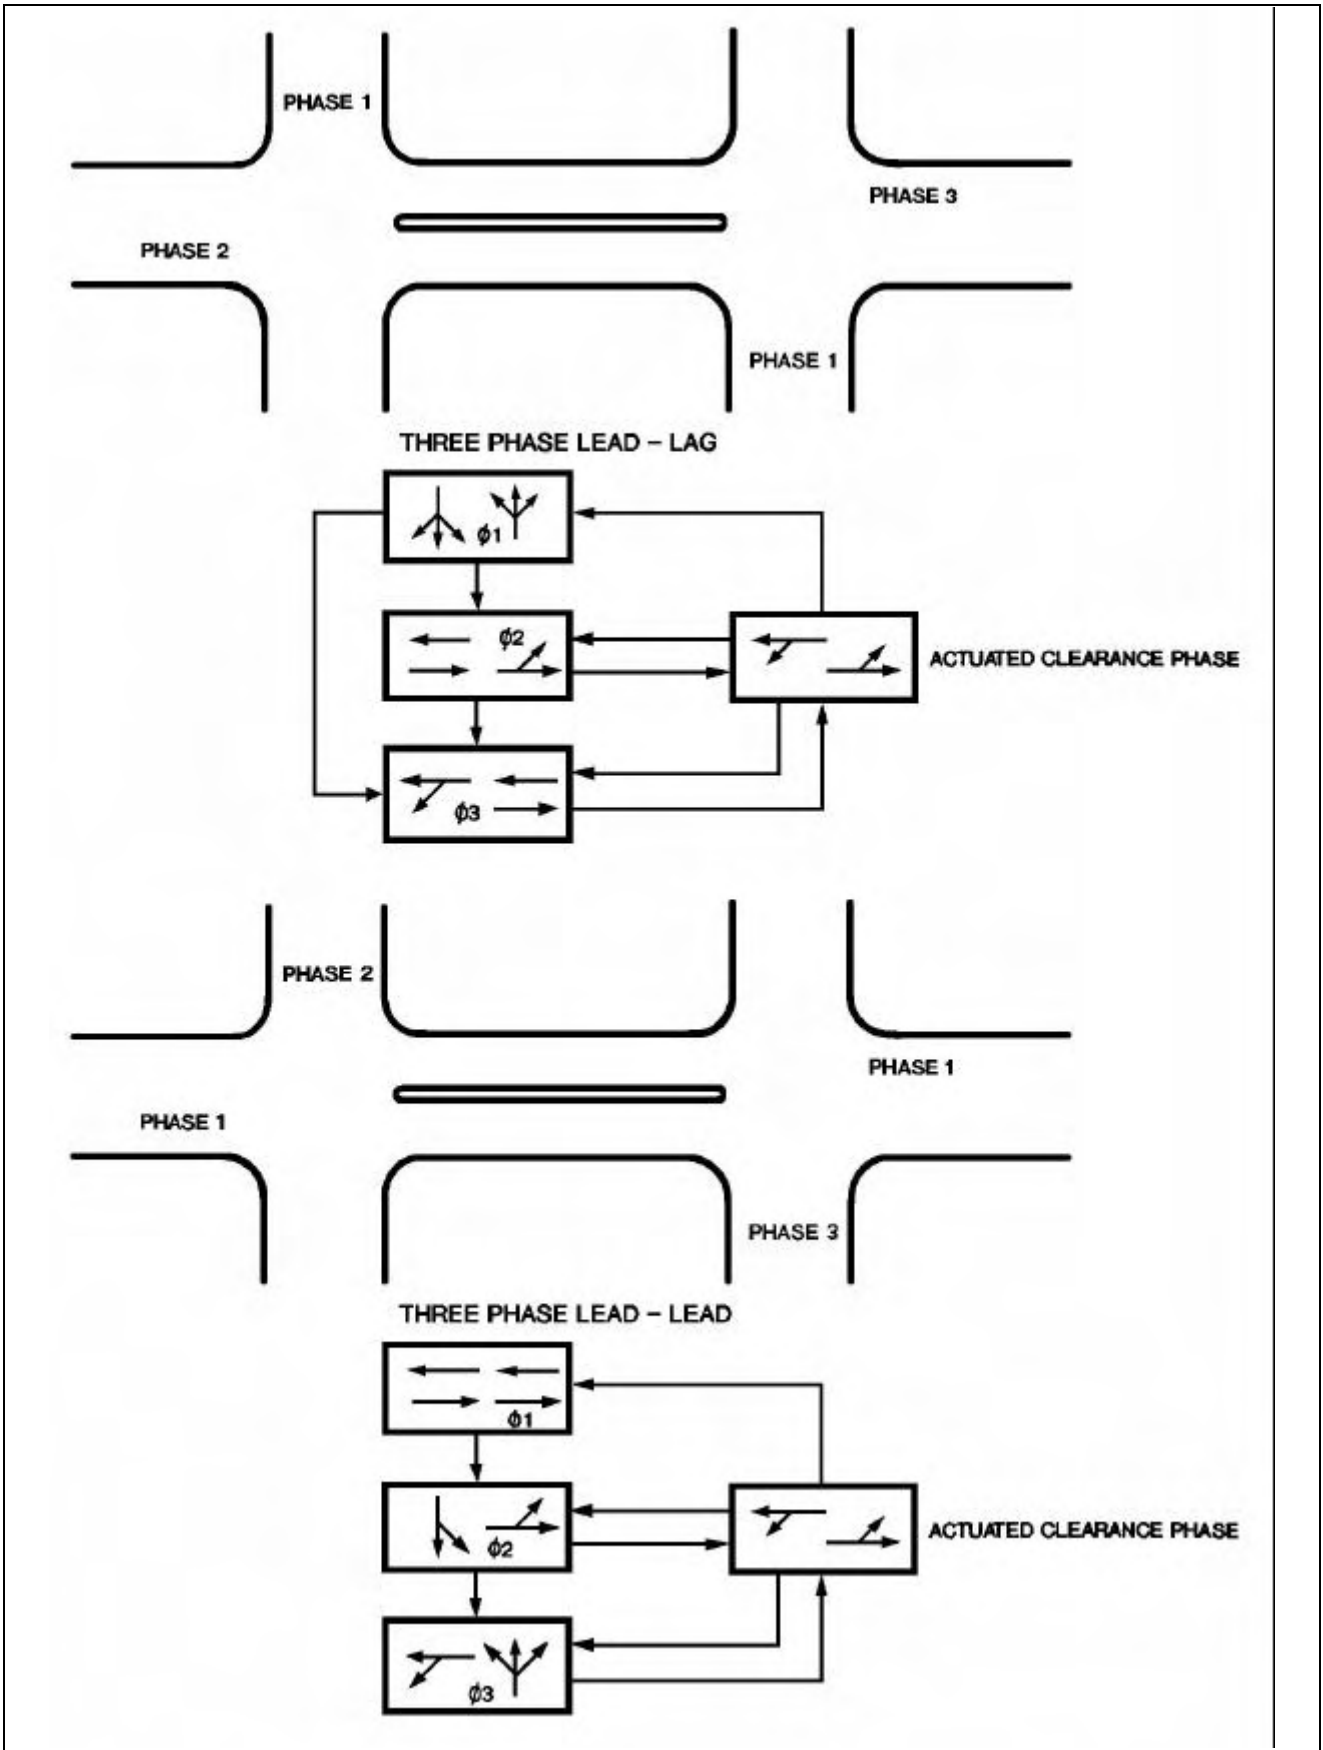 PHASE 1
PHASE 3
PHASE 2
PHASE 1
THREE PHASE LEAD – LAG
ϕ1
ϕ2
ACTUATED CLEARANCE PHASE
ϕ3
PHASE 2
PHASE 1
PHASE 1
PHASE 3
THREE PHASE LEAD – LEAD
ϕ1
ϕ2
ACTUATED CLEARANCE PHASE
ϕ3